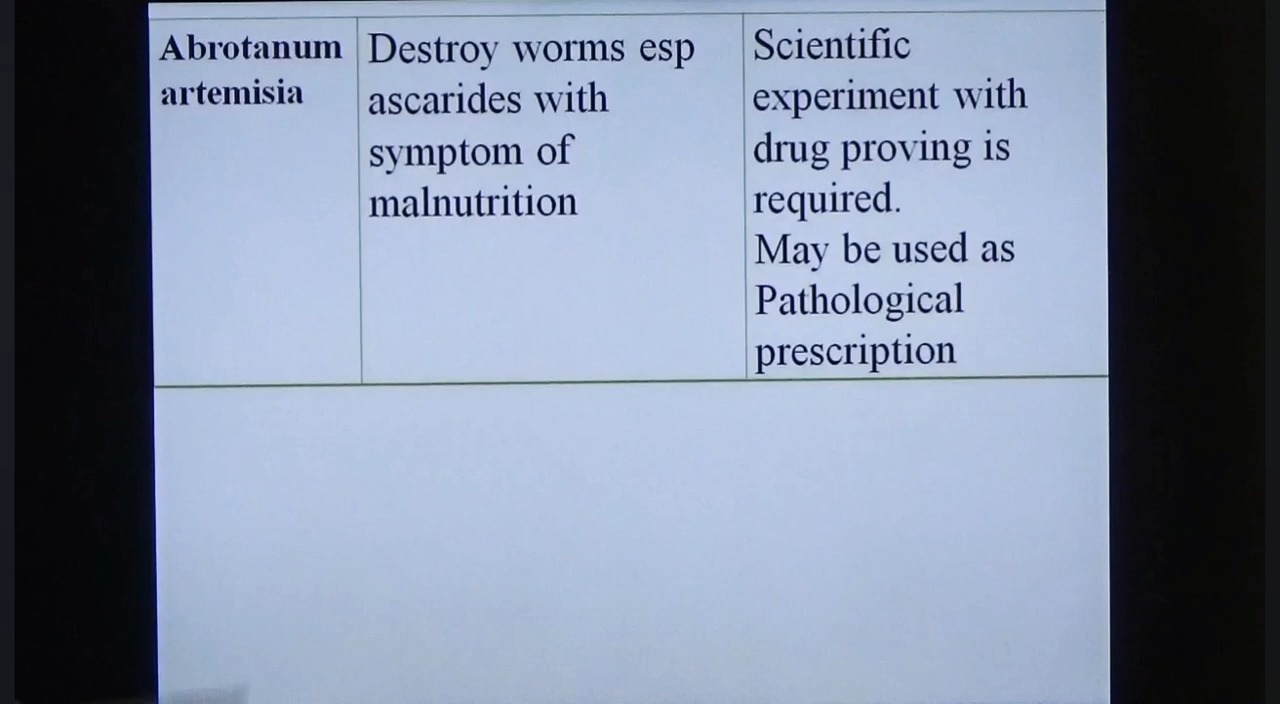 Abrotanum
artemisia
Destroy worms esp
ascarides with
symptom of
malnutrition
Scientific
experiment with
drug proving is
required.
May be used as
Pathological
prescription